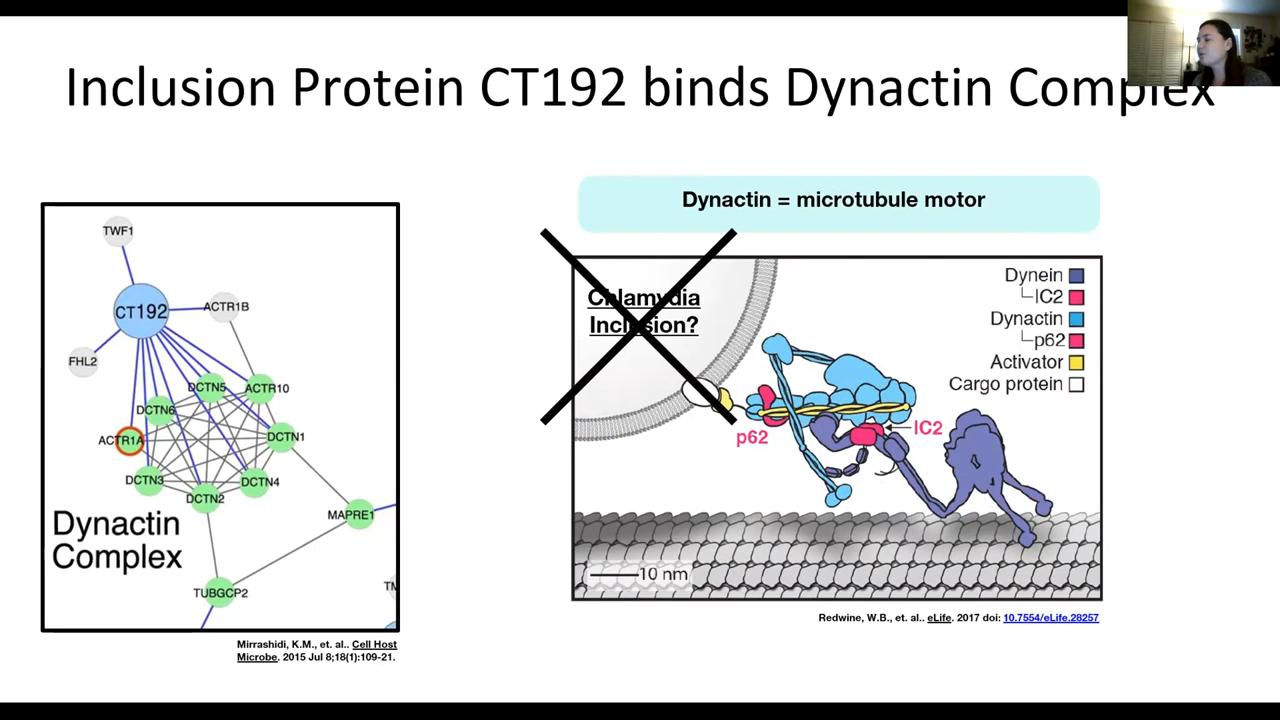 Inclusion Protein CT192 binds Dynactin Complex
TWF1
CT192
ACTR1B
FHL2
DCTN5
ACTR10
DCTN6
ACTR1A
DCTN1
DCTN3
DCTN4
DCTN2
MAPRE1
Dynactin
Complex
TUBGCP2
Mirrashidi, K.M., et. al.. Cell Host
Microbe. 2015 Jul 8;18(1):109-21.
Dynactin = microtubule motor
Chlamydia
Inclusion?
Dynein
IC2
Dynactin
p62
Activator
Cargo protein
p62
IC2
10 nm
Redwine, W.B., et. al.. eLife. 2017 doi: 10.7554/eLife.28257